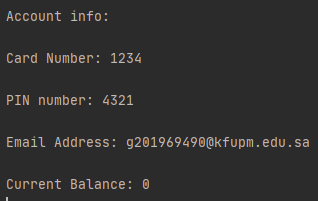 Account info:
Card Number: 1234
PIN number: 4321
Email Address: g201969490@kfupm.edu.sa
Current Balance: 0